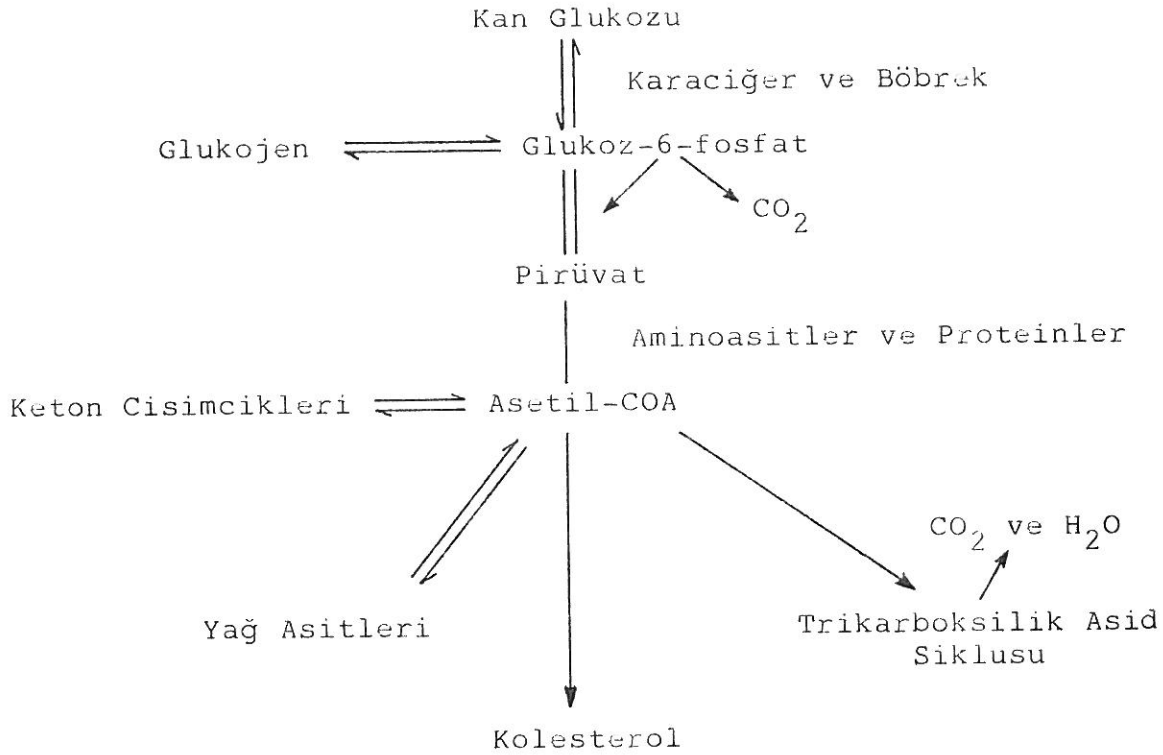 Kan Glukozu
Karaciğer ve Böbrek
Glukojen
Glukoz-6-fosfat
CO2
Pirüvat
Aminoasitler ve Proteinler
Keton Cisimcikleri
Asetil-COA
CO2 ve H2O
Yağ Asitleri
Trikarboksilik Asid
Siklusu
Kolesterol